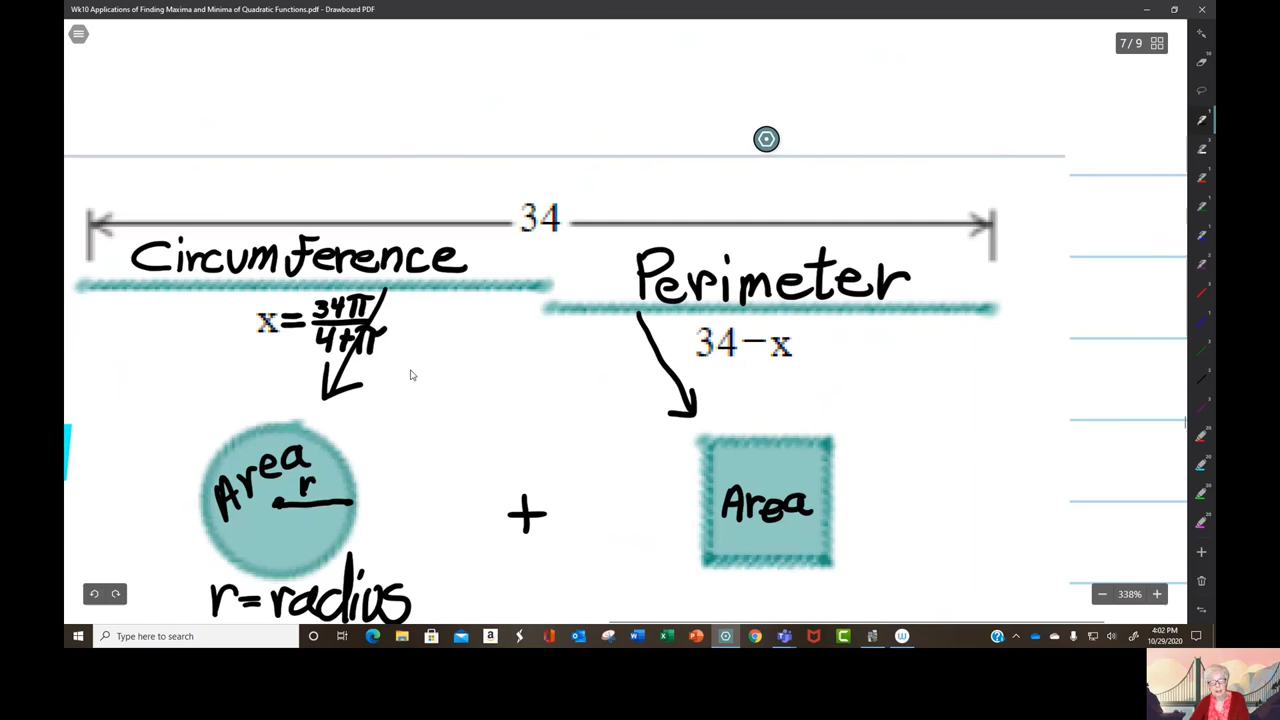 Wk10 Applications of Finding Maxima and Minima of Quadratic Functions.pdf - Drawboard PDF
7/9
34
Circumference
Perimeter
x = 34π
4+π
34−x
Area
r
+
Area
r = radius
338%
Type here to search
4:02 PM
10/29/2020